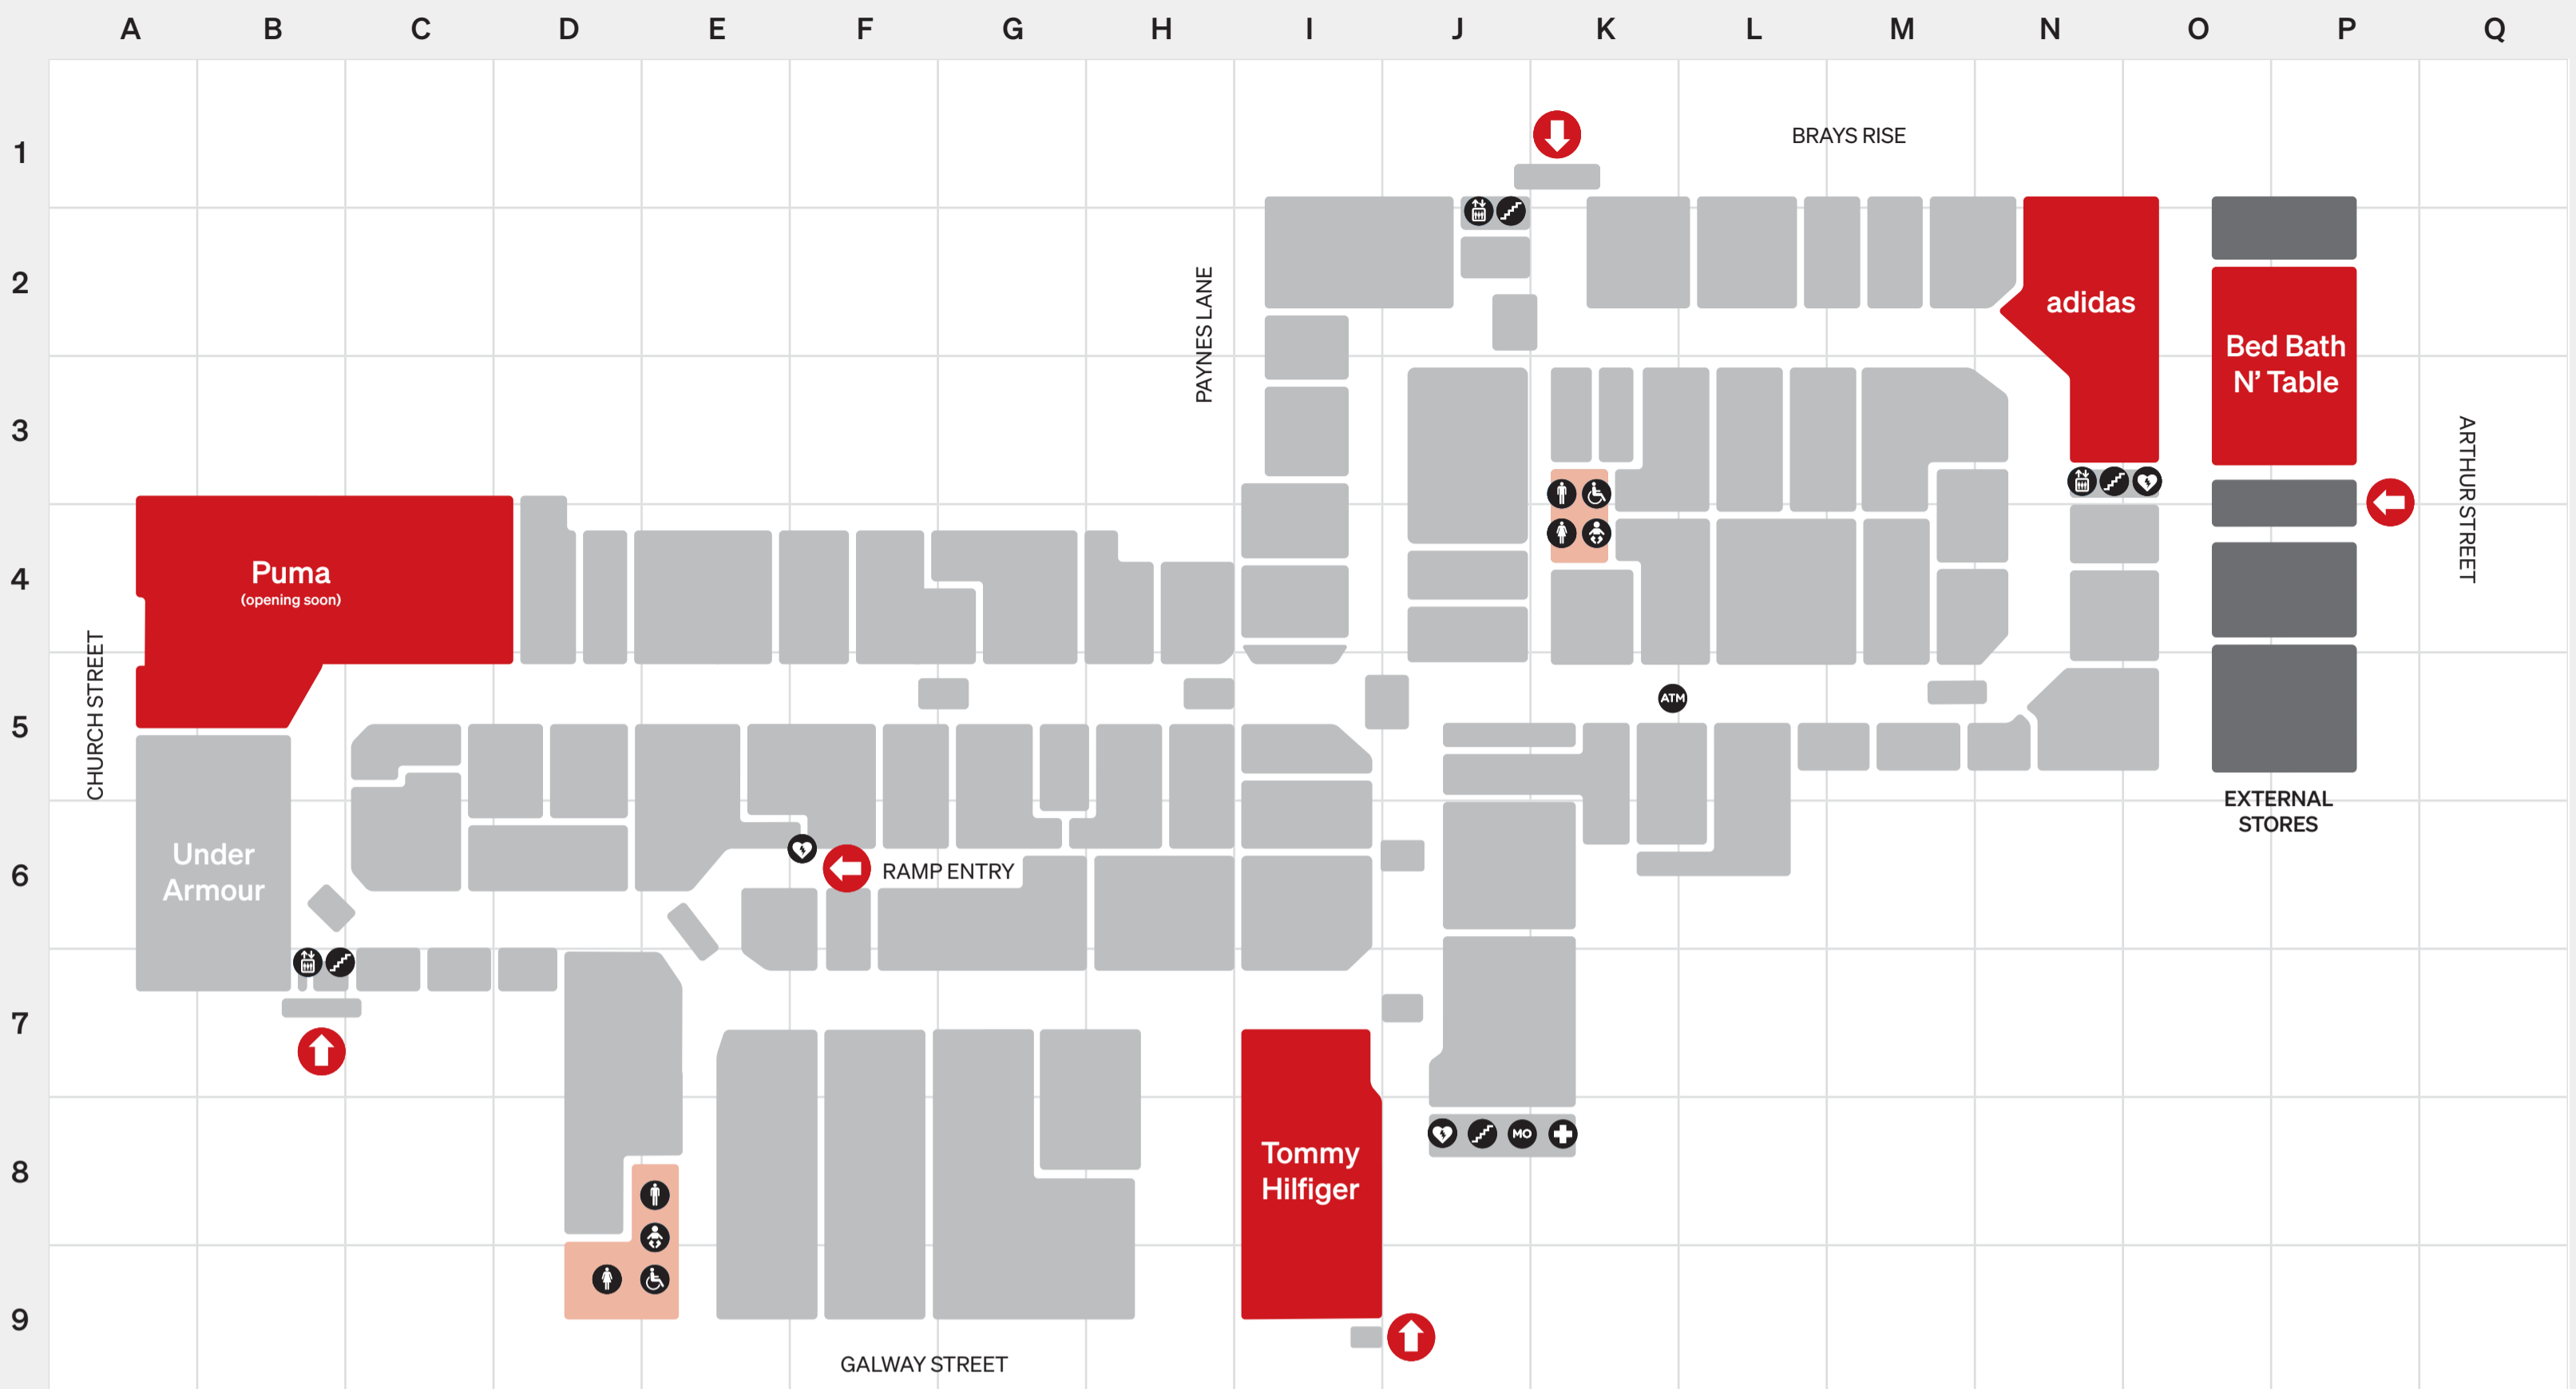 A B C D E F G H I J K L M N O P Q
1
BRAYS RISE
2
PAYNES LANE
adidas
Bed Bath
N’ Table
3
ARTHUR STREET
4
Puma
(opening soon)
CHURCH STREET
ATM
5
EXTERNAL
STORES
6
Under
Armour
RAMP ENTRY
7
8
Tommy
Hilfiger
MO
9
GALWAY STREET